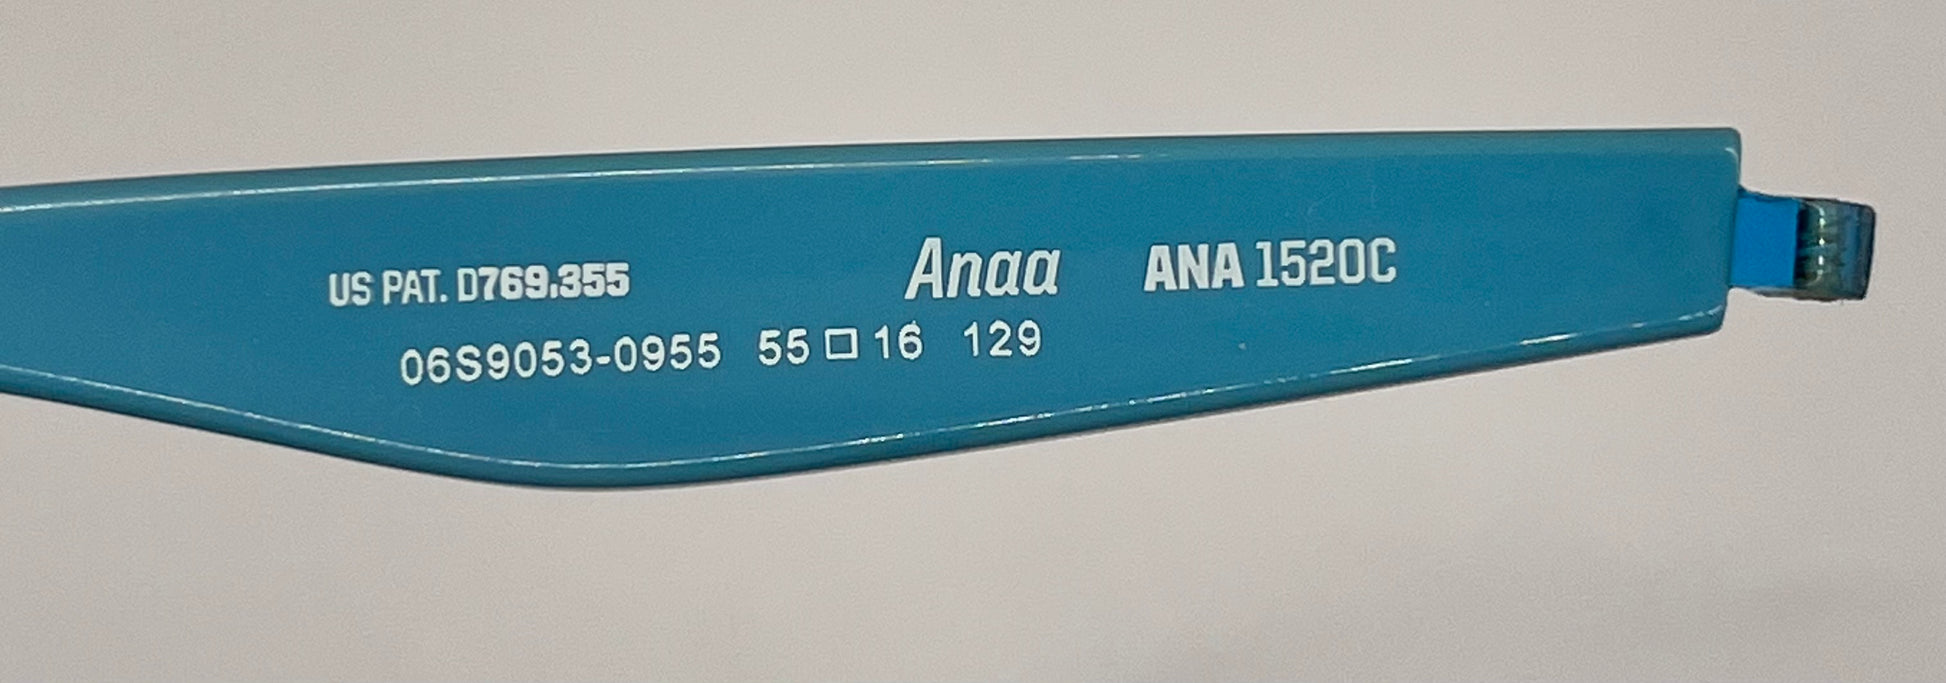 US PAT. D769,355 Anaa ANA 1520C
06S9053-0955 55□16 129